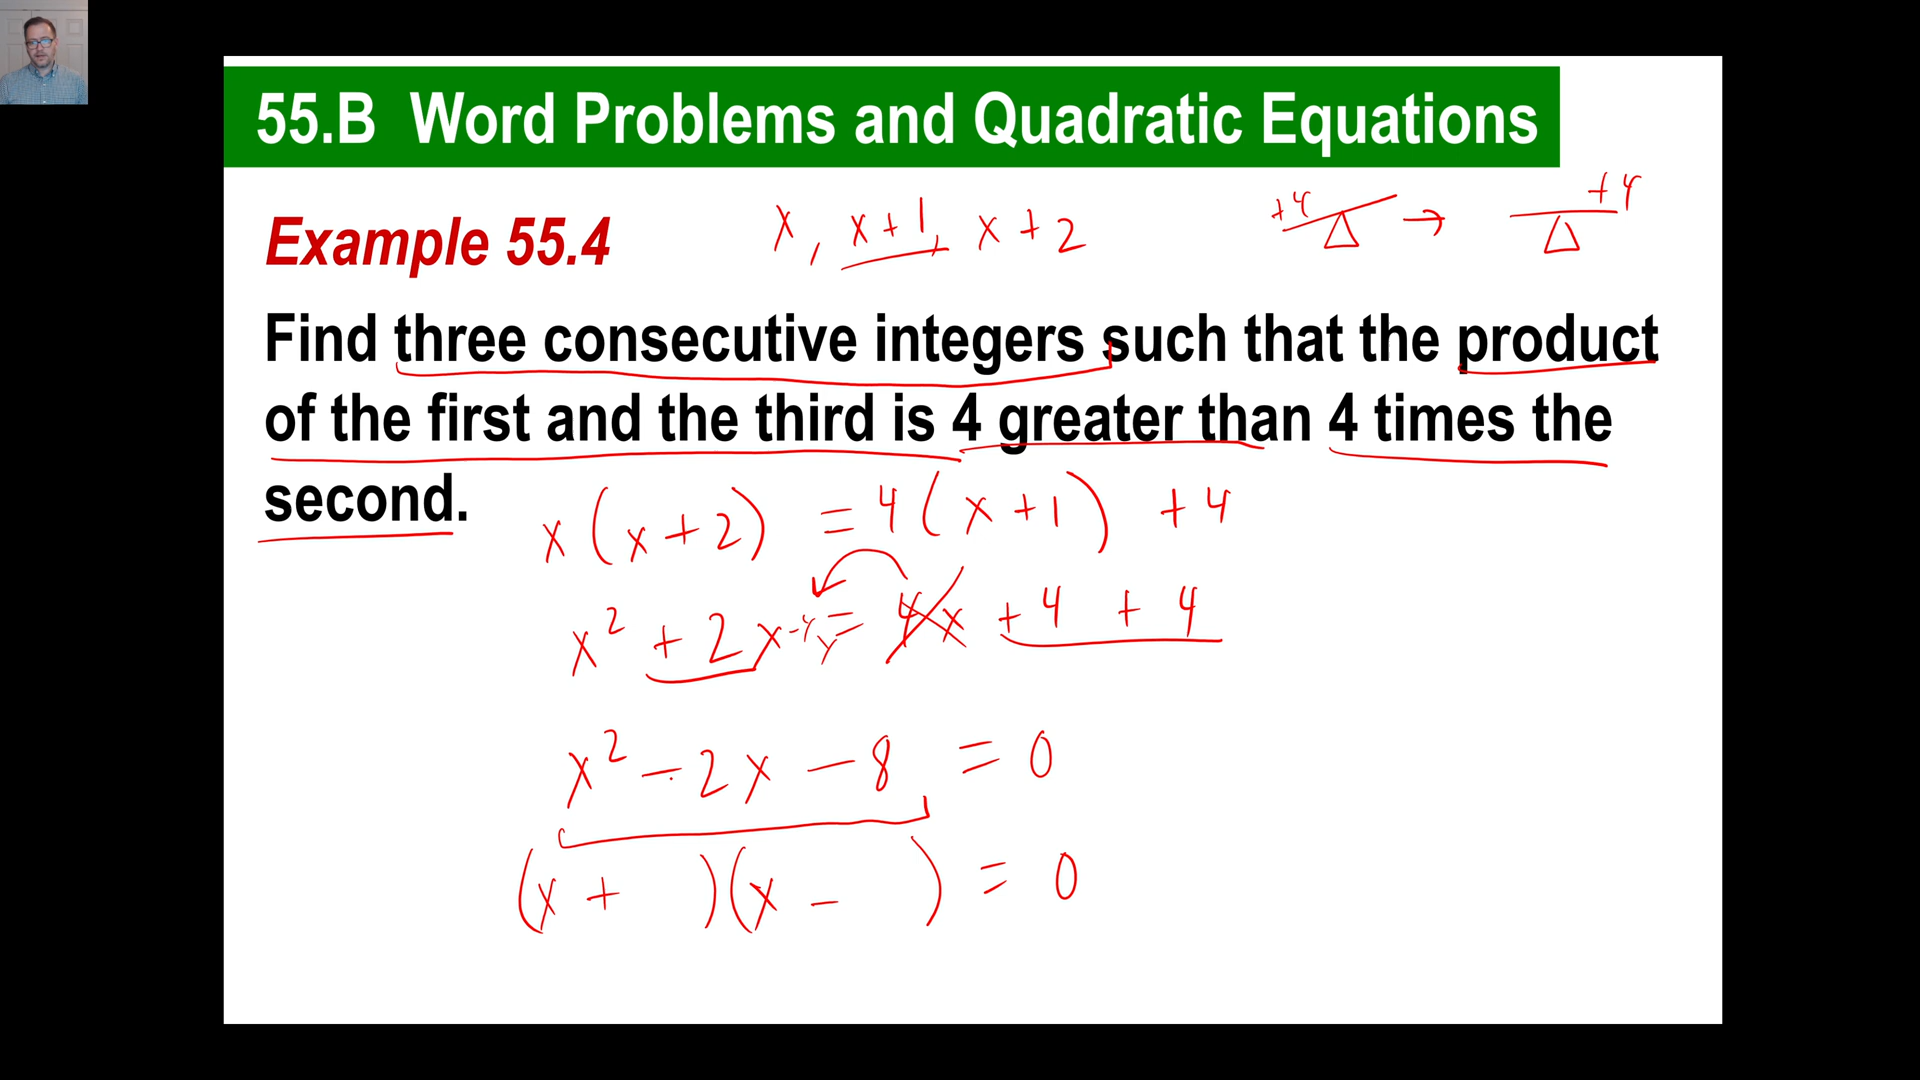 55.B Word Problems and Quadratic Equations
Example 55.4
x, x+1, x+2
+4 Δ → +4 Δ
Find three consecutive integers such that the product
of the first and the third is 4 greater than 4 times the
second.
x(x+2) = 4(x+1) +4
x² + 2x -4x = 4x +4 + 4
x² - 2x - 8 = 0
(x + )(x - ) = 0